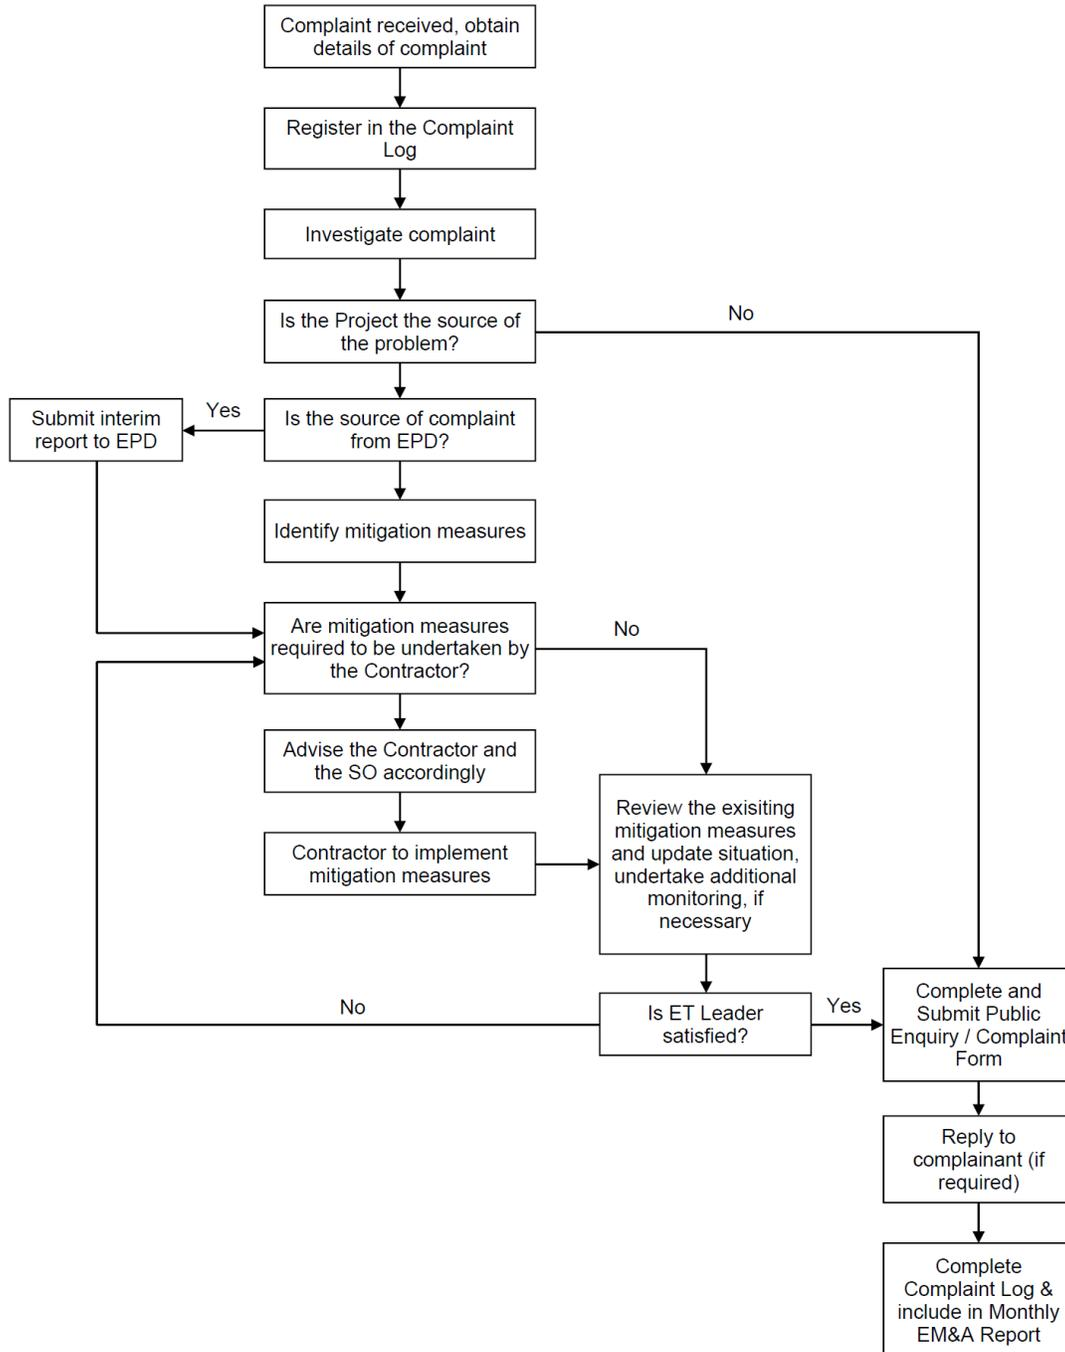 Complaint received, obtain
details of complaint
Register in the Complaint
Log
Investigate complaint
Is the Project the source of
the problem?
No
Submit interim
report to EPD
Yes
Is the source of complaint
from EPD?
Identify mitigation measures
Are mitigation measures
required to be undertaken by
the Contractor?
No
Advise the Contractor and
the SO accordingly
Contractor to implement
mitigation measures
Review the exisiting
mitigation measures
and update situation,
undertake additional
monitoring, if
necessary
No
Is ET Leader
satisfied?
Yes
Complete and
Submit Public
Enquiry / Complaint
Form
Reply to
complainant (if
required)
Complete
Complaint Log &
include in Monthly
EM&A Report